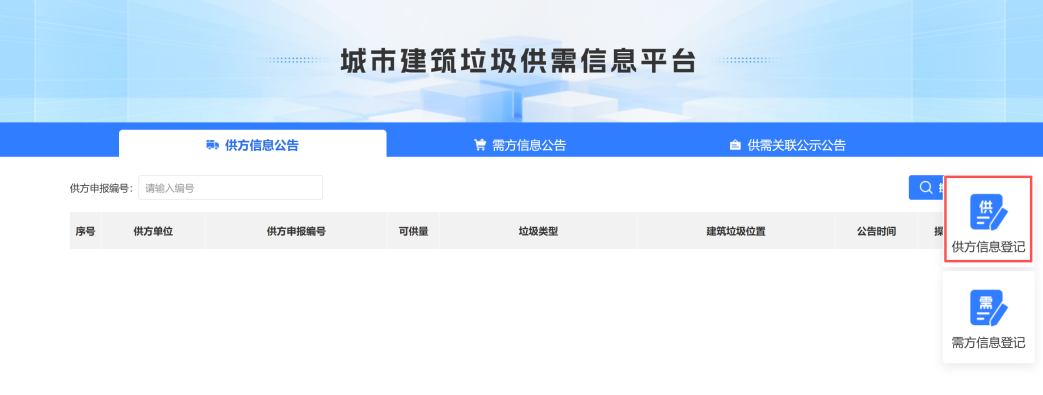 城市建筑垃圾供需信息平台
供方信息公告 需方信息公告 供需关联公示公告
供方申报编号： 请输入编号
序号 供方单位 供方申报编号 可供量 垃圾类型 建筑垃圾位置 公告时间
供
供方信息登记
需
需方信息登记